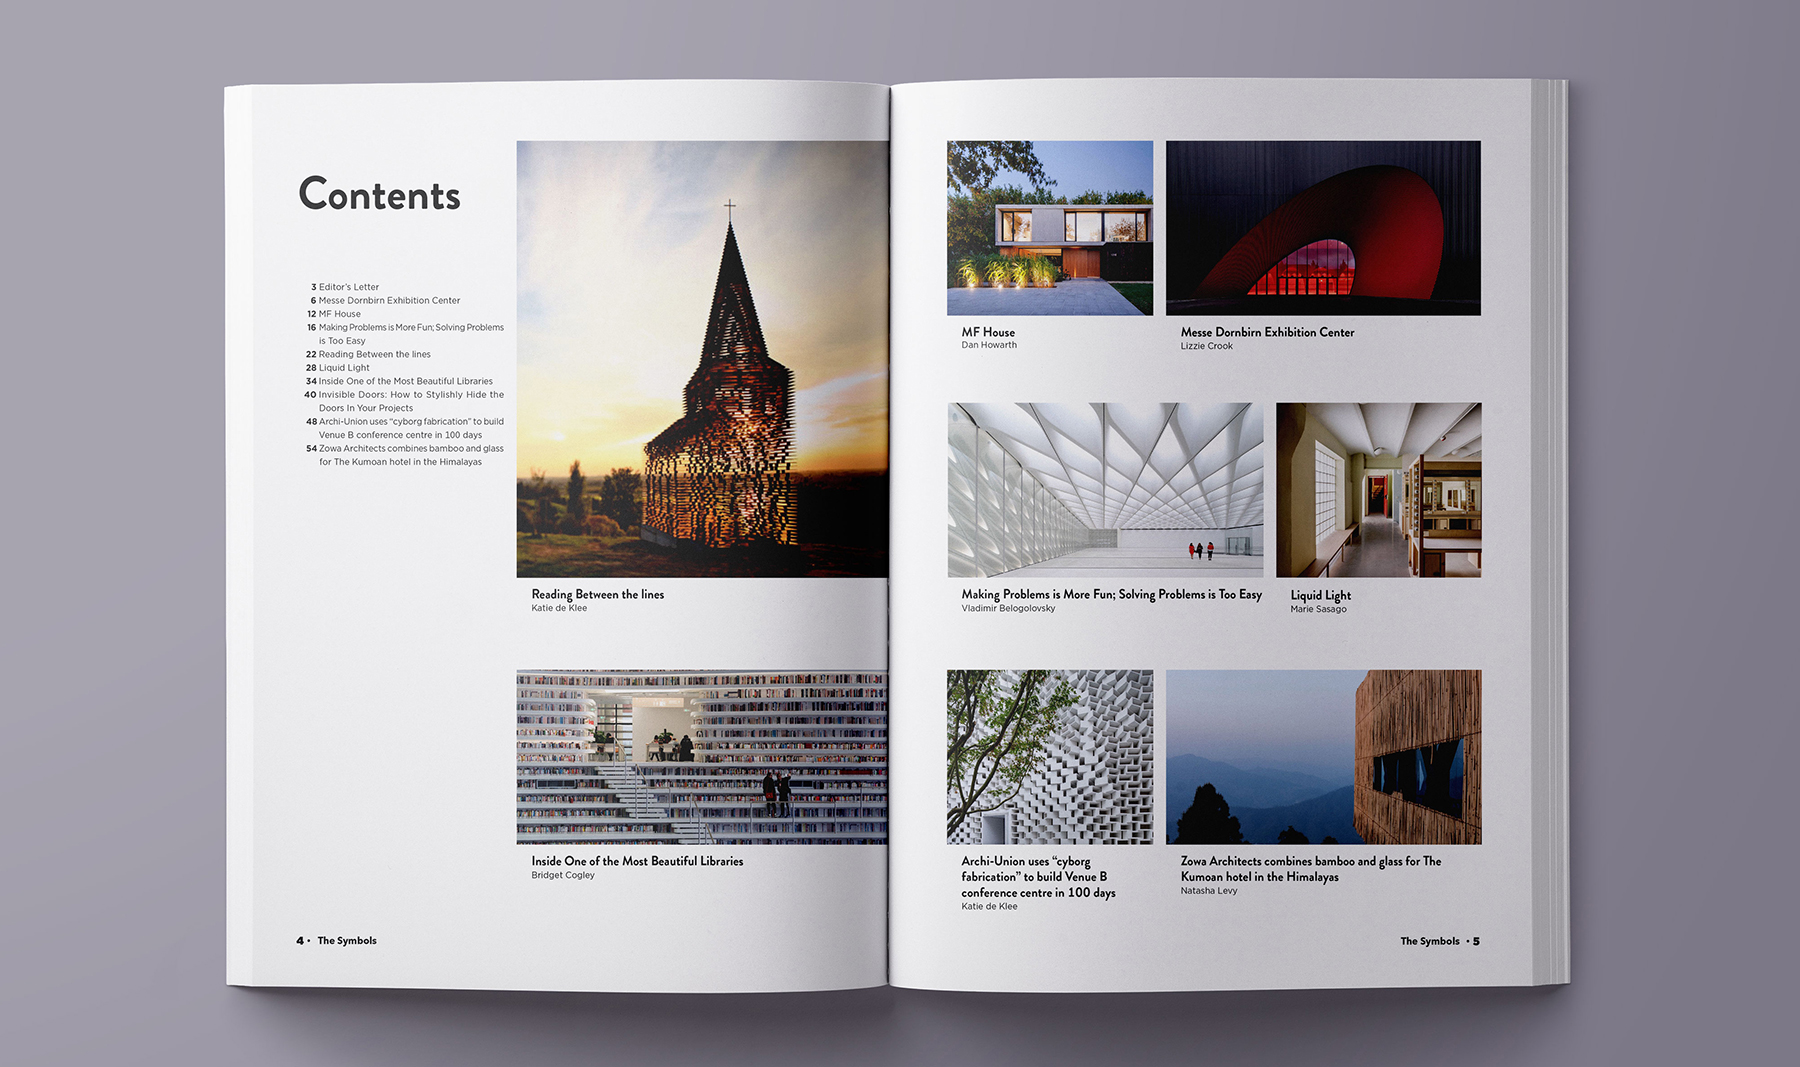 Contents
3 Editor's Letter
6 Messe Dornbirn Exhibition Center
12 MF House
16 Making Problems is More Fun; Solving Problems
is Too Easy
22 Reading Between the lines
28 Liquid Light
34 Inside One of the Most Beautiful Libraries
40 Invisible Doors: How to Stylishly Hide the
Doors In Your Projects
48 Archi-Union uses “cyborg fabrication” to build
Venue B conference centre in 100 days
54 Zowa Architects combines bamboo and glass
for The Kumoan hotel in the Himalayas
Reading Between the lines
Katie de Klee
Inside One of the Most Beautiful Libraries
Bridget Cogley
4 • The Symbols
MF House
Dan Howarth
Messe Dornbirn Exhibition Center
Lizzie Crook
Making Problems is More Fun; Solving Problems is Too Easy
Vladimir Belogolovsky
Liquid Light
Marie Sasago
Archi-Union uses “cyborg
fabrication” to build Venue B
conference centre in 100 days
Katie de Klee
Zowa Architects combines bamboo and glass for The
Kumoan hotel in the Himalayas
Natasha Levy
The Symbols • 5